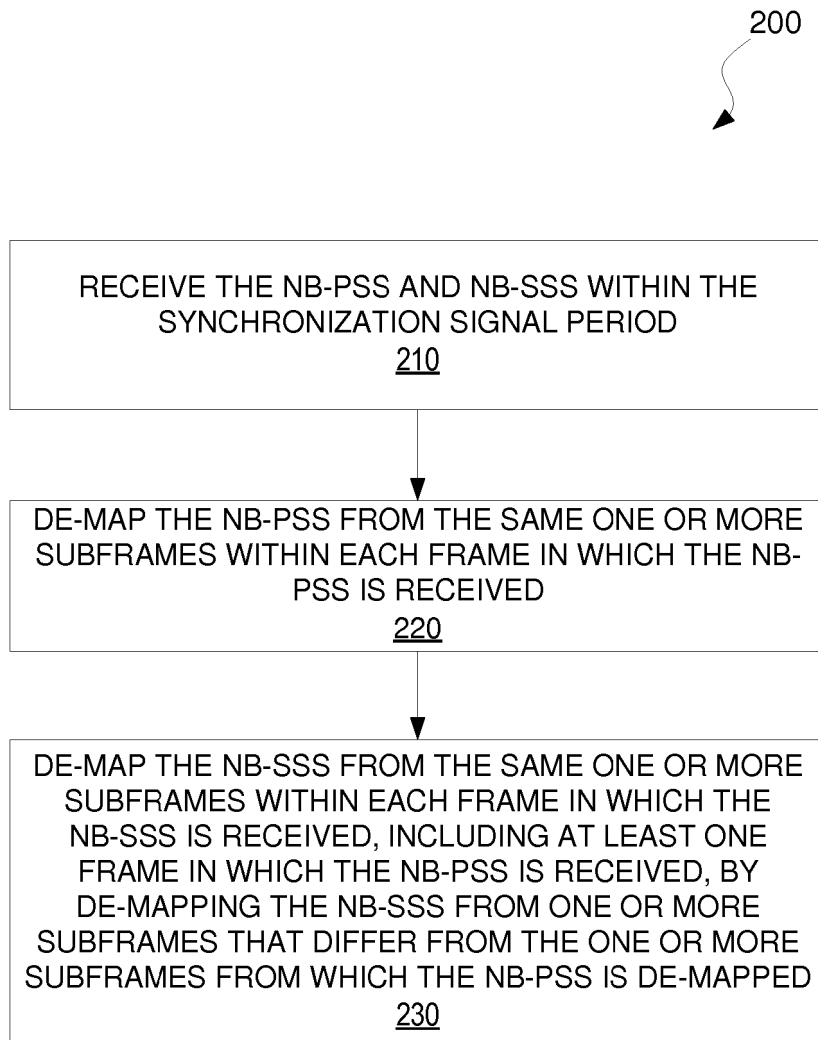 200
RECEIVE THE NB-PSS AND NB-SSS WITHIN THE
SYNCHRONIZATION SIGNAL PERIOD
210
DE-MAP THE NB-PSS FROM THE SAME ONE OR MORE
SUBFRAMES WITHIN EACH FRAME IN WHICH THE NB-
PSS IS RECEIVED
220
DE-MAP THE NB-SSS FROM THE SAME ONE OR MORE
SUBFRAMES WITHIN EACH FRAME IN WHICH THE
NB-SSS IS RECEIVED, INCLUDING AT LEAST ONE
FRAME IN WHICH THE NB-PSS IS RECEIVED, BY
DE-MAPPING THE NB-SSS FROM ONE OR MORE
SUBFRAMES THAT DIFFER FROM THE ONE OR MORE
SUBFRAMES FROM WHICH THE NB-PSS IS DE-MAPPED
230